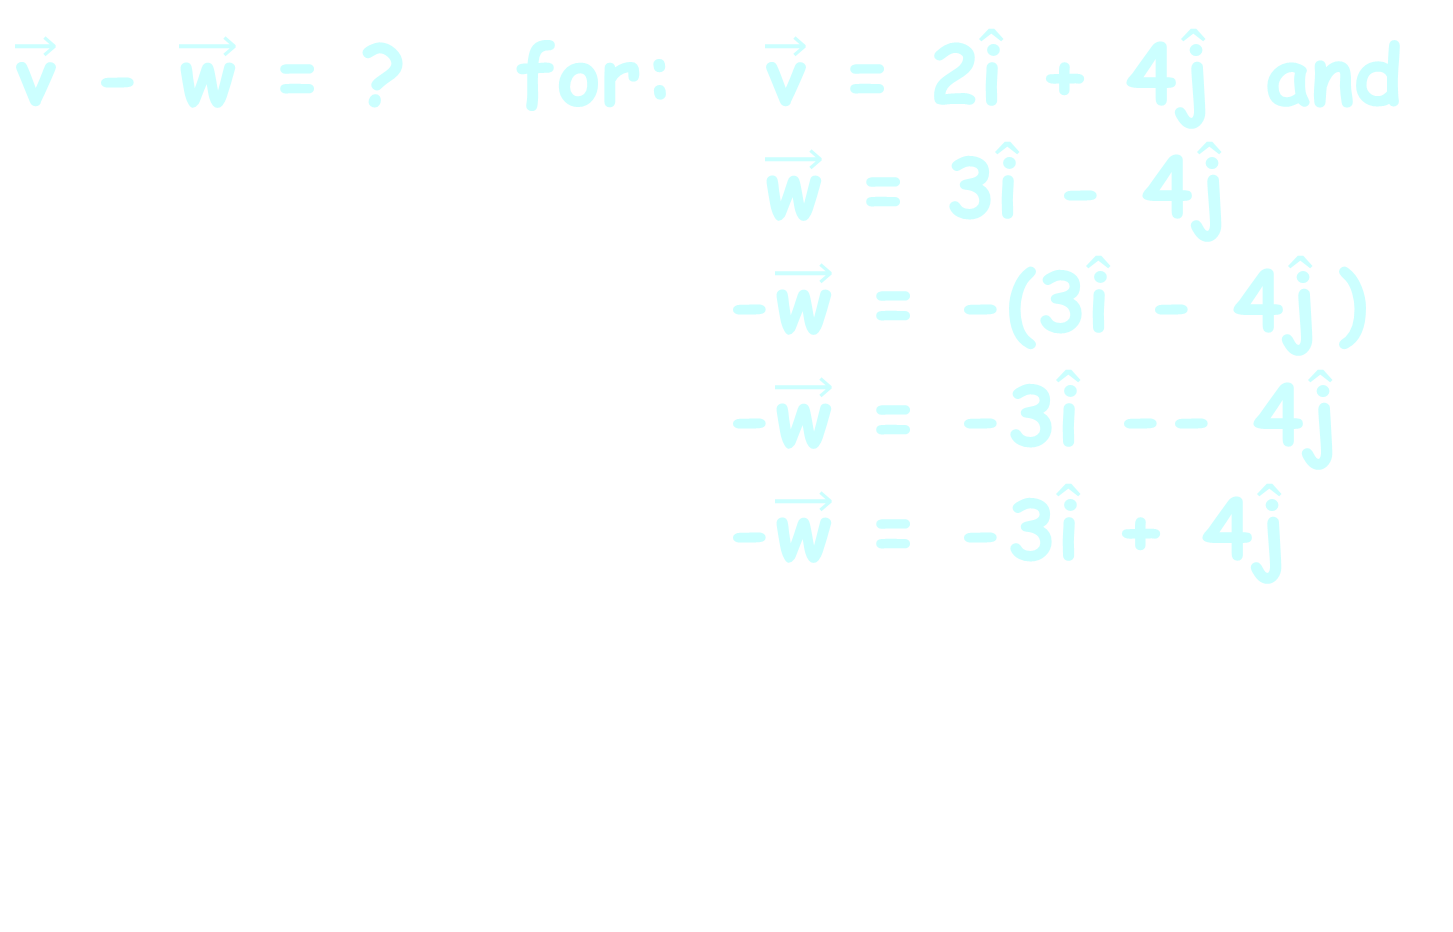 v⃗ - w⃗ = ? for: v⃗ = 2î + 4ĵ and
w⃗ = 3î - 4ĵ
-w⃗ = -(3î - 4ĵ)
-w⃗ = -3î -- 4ĵ
-w⃗ = -3î + 4ĵ